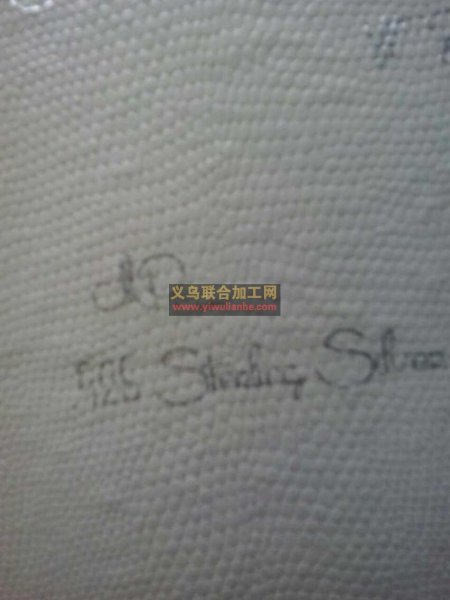 义乌联合加工网
www.yiwulianhe.com
925 Sterling Silver